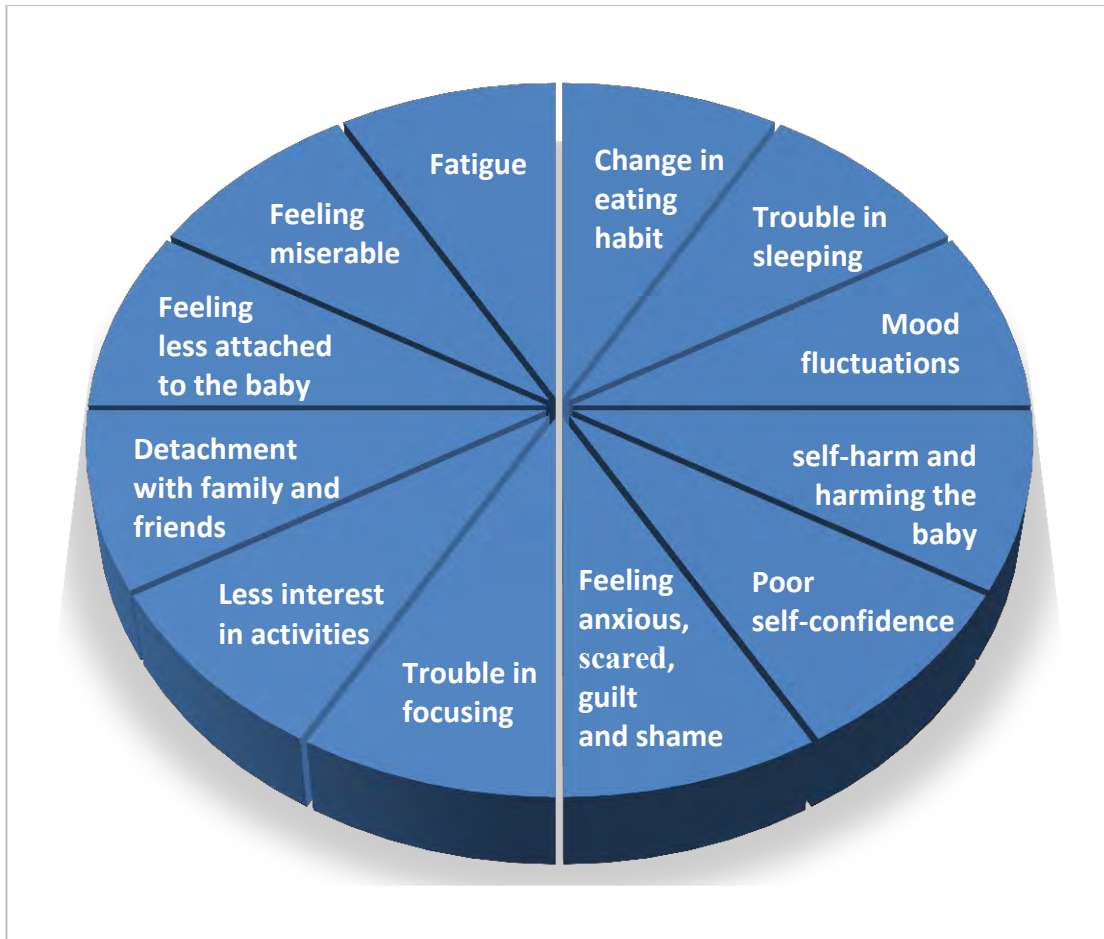 Change in
eating
habit
Trouble in
sleeping
Mood
fluctuations
self-harm and
harming the
baby
Poor
self-confidence
Feeling
anxious,
scared,
guilt
and shame
Trouble in
focusing
Less interest
in activities
Detachment
with family and
friends
Feeling
less attached
to the baby
Feeling
miserable
Fatigue